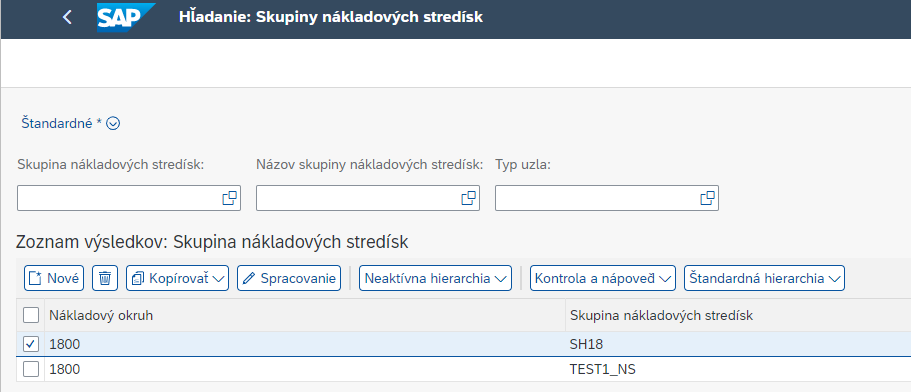 SAP Hľadanie: Skupiny nákladových stredísk
Štandardné *
Skupina nákladových stredísk: Názov skupiny nákladových stredísk: Typ uzla:
Zoznam výsledkov: Skupina nákladových stredísk
Nové Kopírovať Spracovanie Neaktívna hierarchia Kontrola a nápoveď Štandardná hierarchia
Nákladový okruh Skupina nákladových stredísk
1800 SH18
1800 TEST1_NS